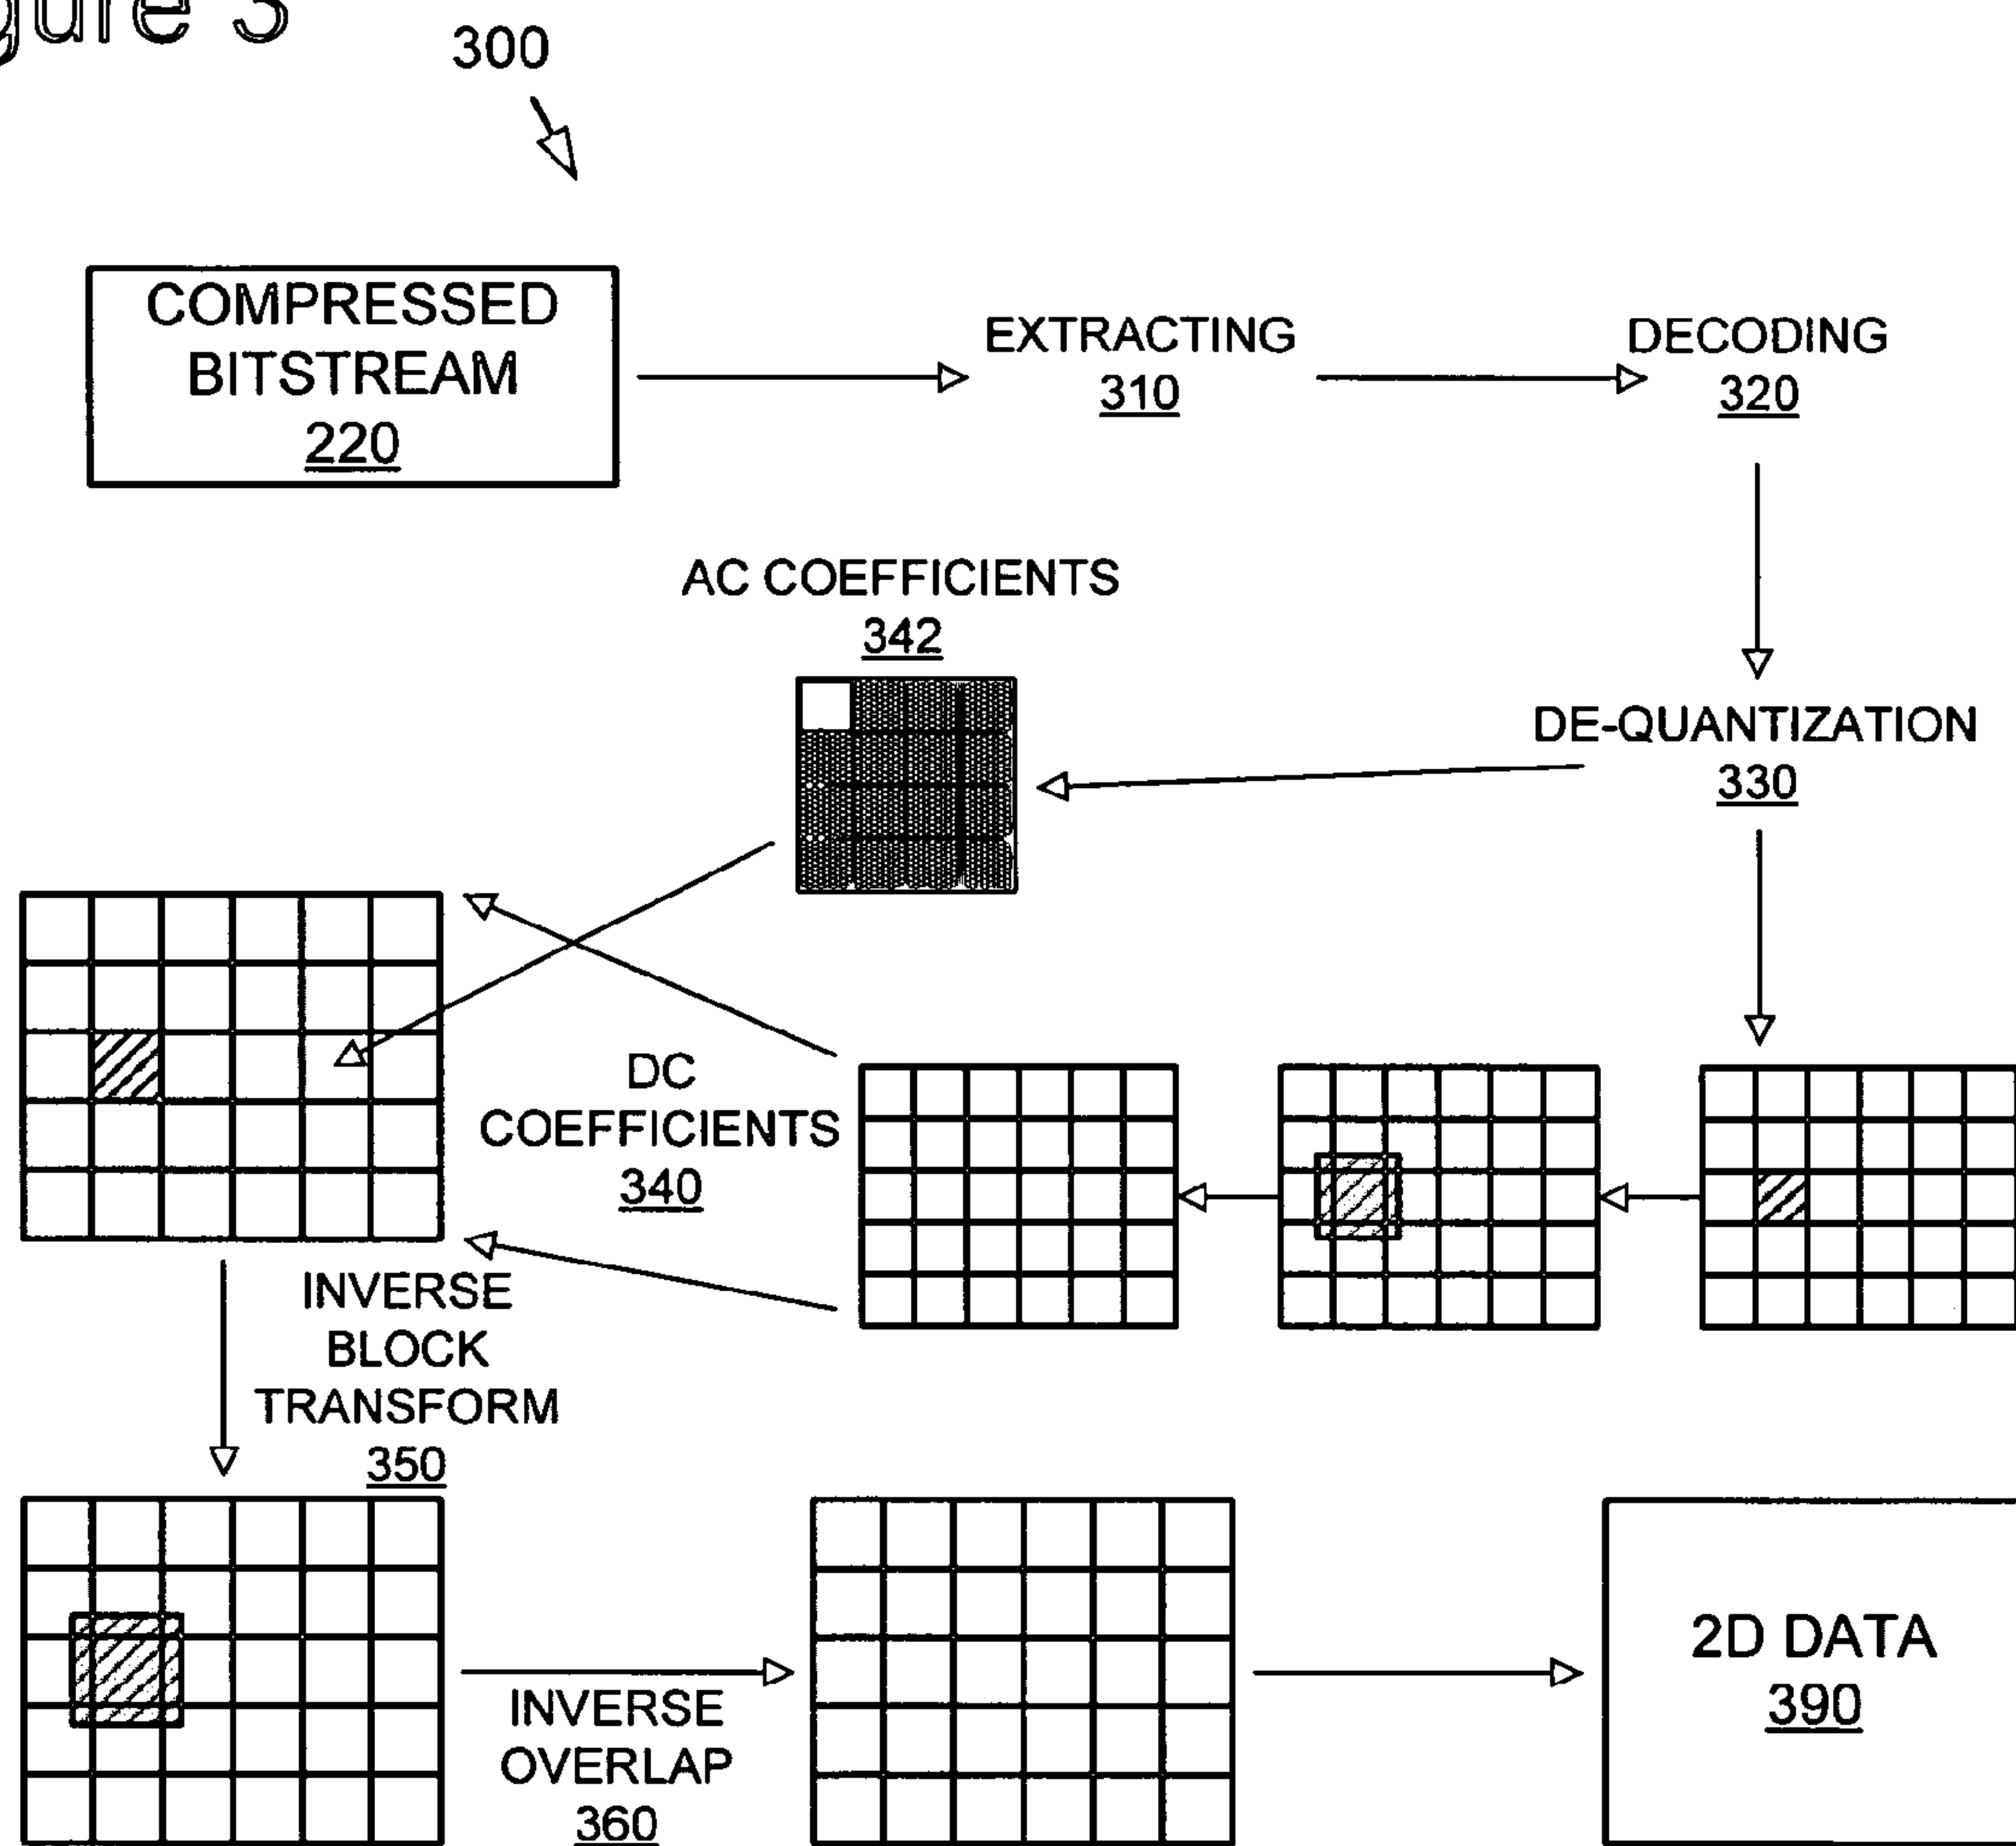 gure 3
300
COMPRESSED
BITSTREAM
220
EXTRACTING
310
DECODING
320
AC COEFFICIENTS
342
DE-QUANTIZATION
330
DC
COEFFICIENTS
340
INVERSE
BLOCK
TRANSFORM
350
INVERSE
OVERLAP
360
2D DATA
390